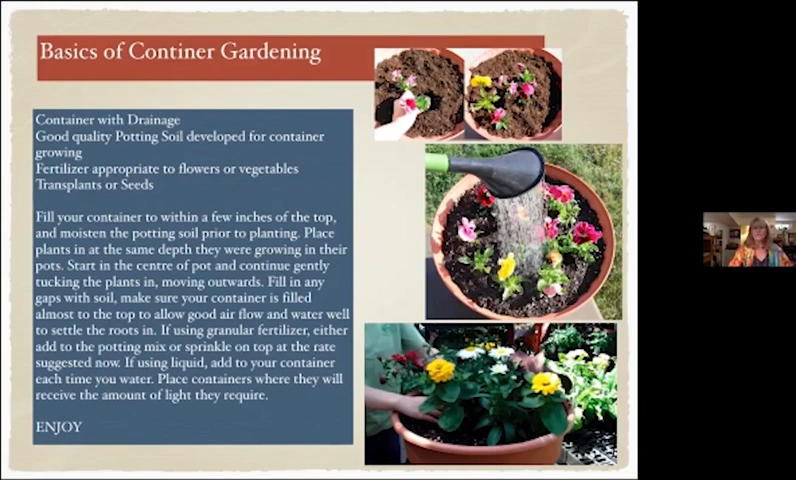 Basics of Continer Gardening
Container with Drainage
Good quality Potting Soil developed for container
growing
Fertilizer appropriate to flowers or vegetables
Transplants or Seeds
Fill your container to within a few inches of the top,
and moisten the potting soil prior to planting. Place
plants in at the same depth they were growing in their
pots. Start in the centre of pot and continue gently
tucking the plants in, moving outwards. Fill in any
gaps with soil, make sure your container is filled
almost to the top to allow good air flow and water well
to settle the roots in. If using granular fertilizer, either
add to the potting mix or sprinkle on top at the rate
suggested now. If using liquid, add to your container
each time you water. Place containers where they will
receive the amount of light they require.
ENJOY